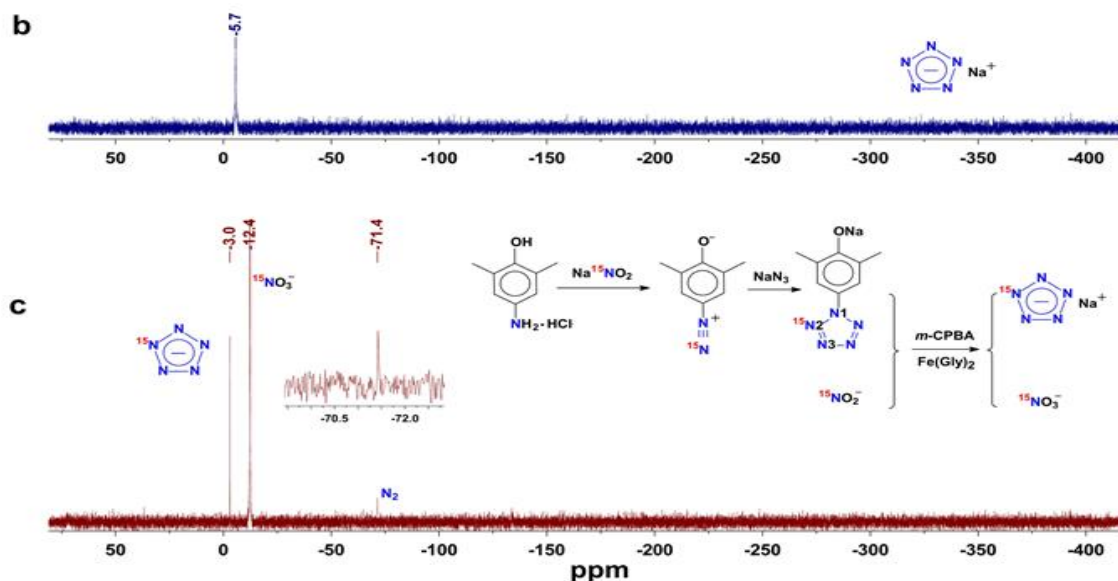 b
-5.7
N
N N
N N
− Na⁺
50 0 -50 -100 -150 -200 -250 -300 -350 -400
c
-3.0
-12.4
-71.4
¹⁵NO₃⁻
¹⁵N N N
N N
−
-70.5 -72.0
N₂
OH
NH₂·HCl
Na¹⁵NO₂
O⁻
N +
¹⁵N
NaN₃
ONa
N1
¹⁵N2 N
N3 N
¹⁵NO₂⁻
m-CPBA
Fe(Gly)₂
¹⁵N N N
N N
− Na⁺
¹⁵NO₃⁻
50 0 -50 -100 -150 -200 -250 -300 -350 -400
ppm